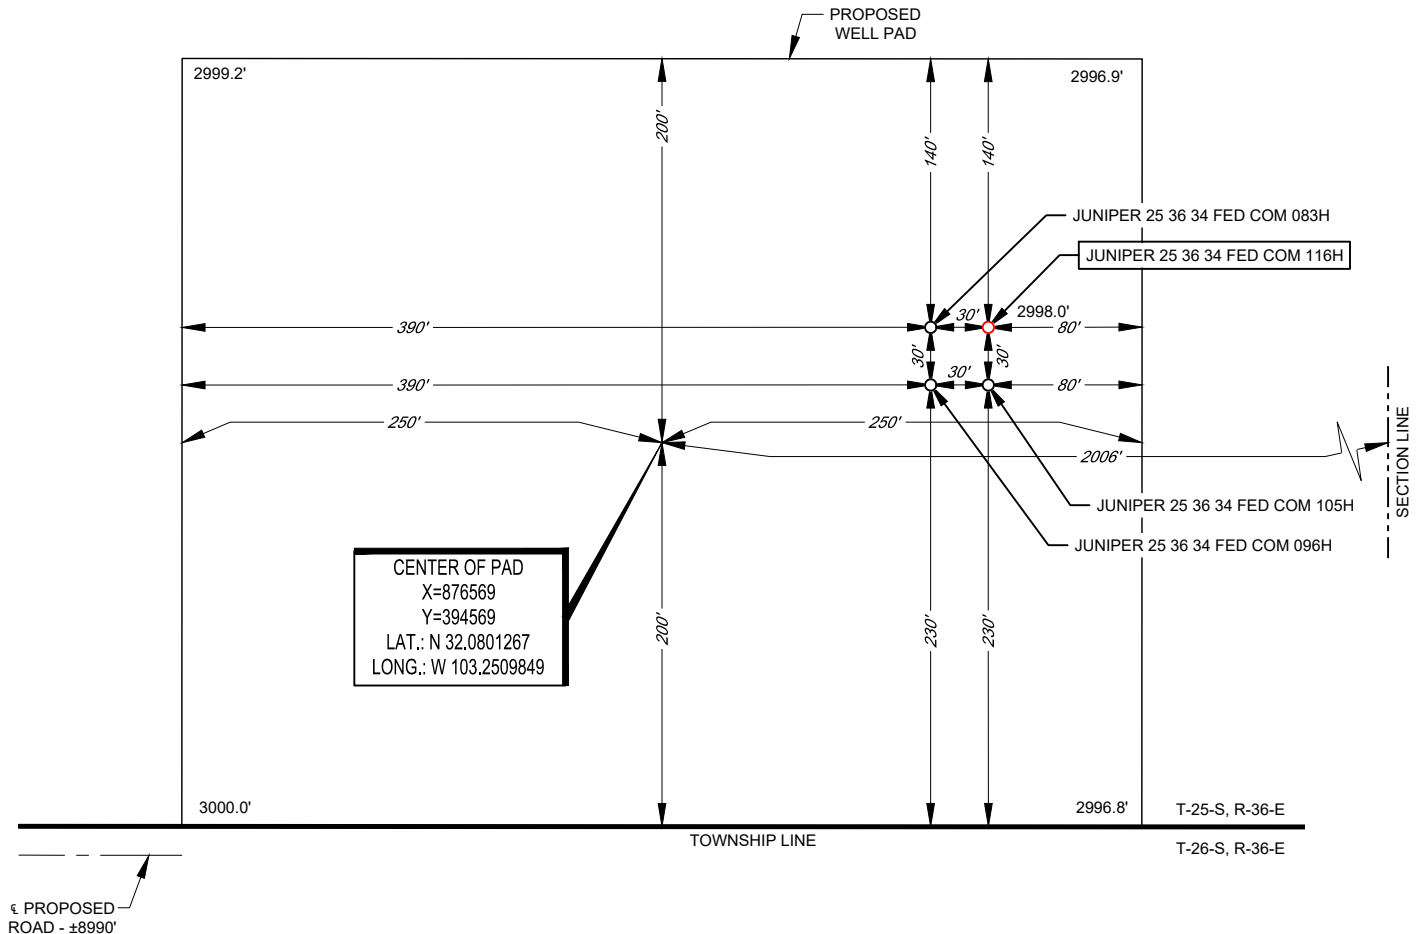 PROPOSED
WELL PAD
2999.2'
2996.9'
200'
140'
140'
JUNIPER 25 36 34 FED COM 083H
JUNIPER 25 36 34 FED COM 116H
2998.0'
390'
30'
80'
30'
30'
390'
30'
80'
250'
250'
2006'
SECTION LINE
JUNIPER 25 36 34 FED COM 105H
JUNIPER 25 36 34 FED COM 096H
CENTER OF PAD
X=876569
Y=394569
LAT.: N 32.0801267
LONG.: W 103.2509849
200'
230'
230'
3000.0'
2996.8'
T-25-S, R-36-E
TOWNSHIP LINE
T-26-S, R-36-E
℄ PROPOSED
ROAD - ±8990'